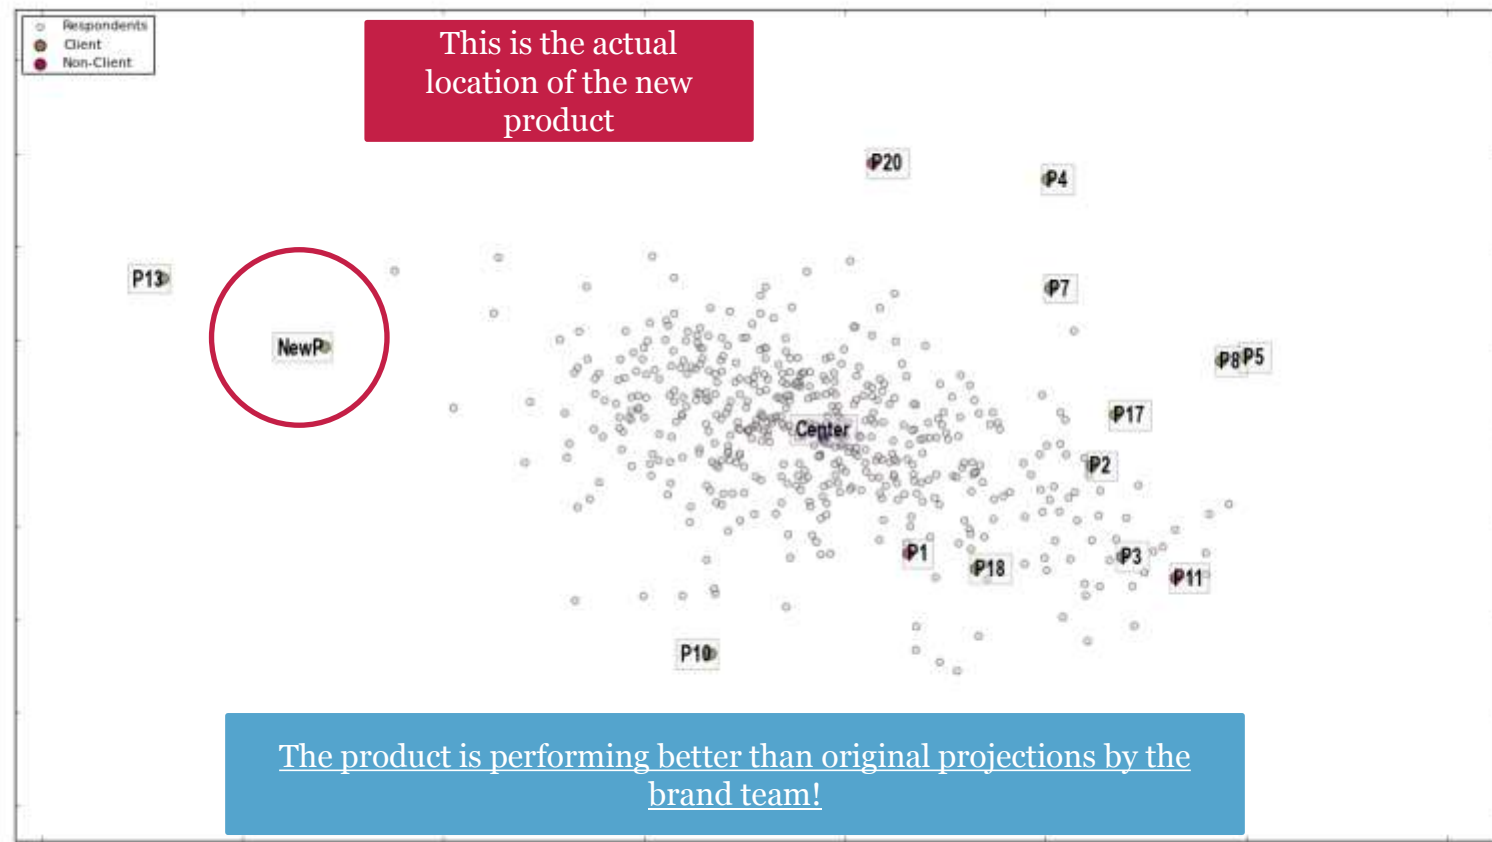 Respondents
Client
Non-Client
This is the actual
location of the new
product
P20
P4
P13
P7
NewP
P8
P5
P17
Center
P2
P1
P18
P3
P11
P10
The product is performing better than original projections by the
brand team!